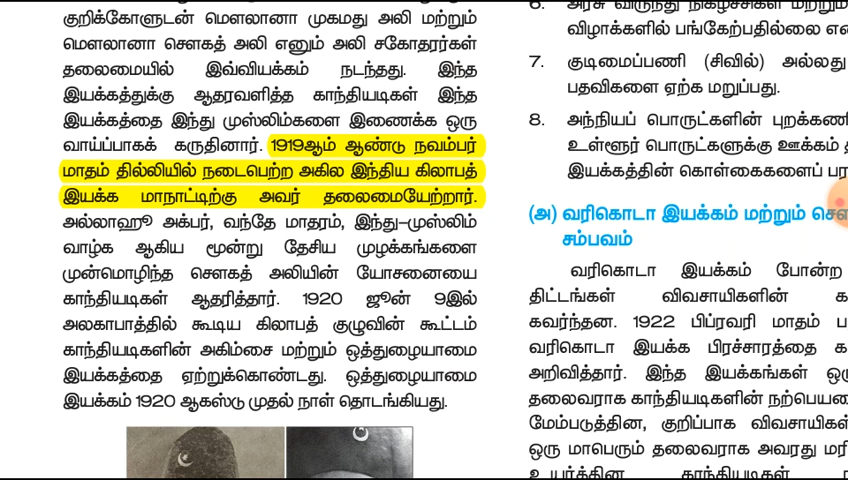 குறிக்கோளுடன் மௌலானா முகமது அலி மற்றும்
மௌலானா சௌகத் அலி எனும் அலி சகோதரர்கள்
தலைமையில் இவ்வியக்கம் நடந்தது. இந்த
இயக்கத்துக்கு ஆதரவளித்த காந்தியடிகள் இந்த
இயக்கத்தை இந்து முஸ்லிம்களை இணைக்க ஒரு
வாய்ப்பாகக் கருதினார். 1919ஆம் ஆண்டு நவம்பர்
மாதம் தில்லியில் நடைபெற்ற அகில இந்திய கிலாபத்
இயக்க மாநாட்டிற்கு அவர் தலைமையேற்றார்.
அல்லாஹூ அக்பர், வந்தே மாதரம், இந்து–முஸ்லிம்
வாழ்க ஆகிய மூன்று தேசிய முழக்கங்களை
முன்மொழிந்த சௌகத் அலியின் யோசனையை
காந்தியடிகள் ஆதரித்தார். 1920 ஜூன் 9இல்
அலகாபாத்தில் கூடிய கிலாபத் குழுவின் கூட்டம்
காந்தியடிகளின் அகிம்சை மற்றும் ஒத்துழையாமை
இயக்கத்தை ஏற்றுக்கொண்டது. ஒத்துழையாமை
இயக்கம் 1920 ஆகஸ்டு முதல் நாள் தொடங்கியது.
6. அரசு விருந்து நிகழ்ச்சிகள் மற்றும்
விழாக்களில் பங்கேற்பதில்லை
7. குடிமைப்பணி (சிவில்) அல்லது
பதவிகளை ஏற்க மறுப்பது.
8. அந்நியப் பொருட்களின்
உள்ளூர் பொருட்களுக்கு ஊக்கம்
இயக்கத்தின் கொள்கைகளைப்
(அ) வரிகொடா இயக்கம் மற்றும்
சம்பவம்
வரிகொடா இயக்கம் போன்ற
திட்டங்கள் விவசாயிகளின்
கவர்ந்தன. 1922 பிப்ரவரி மாதம்
வரிகொடா இயக்க பிரச்சாரத்தை
அறிவித்தார். இந்த இயக்கங்கள்
தலைவராக காந்தியடிகளின்
மேம்படுத்தின, குறிப்பாக
ஒரு மாபெரும் தலைவராக அவரது
உயர்த்தின. காந்தியடிகள்